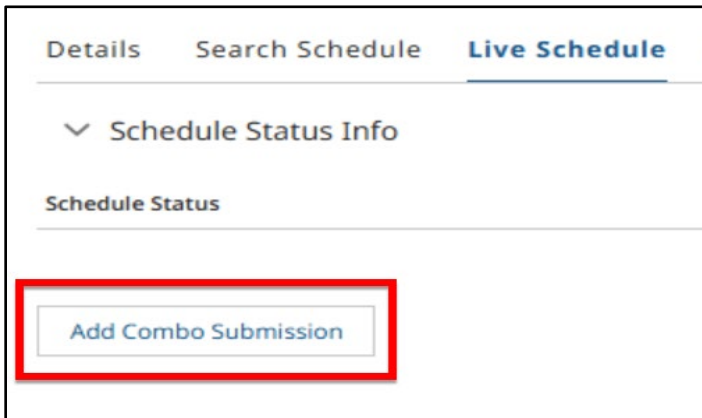 Details Search Schedule Live Schedule
Schedule Status Info
Schedule Status
Add Combo Submission